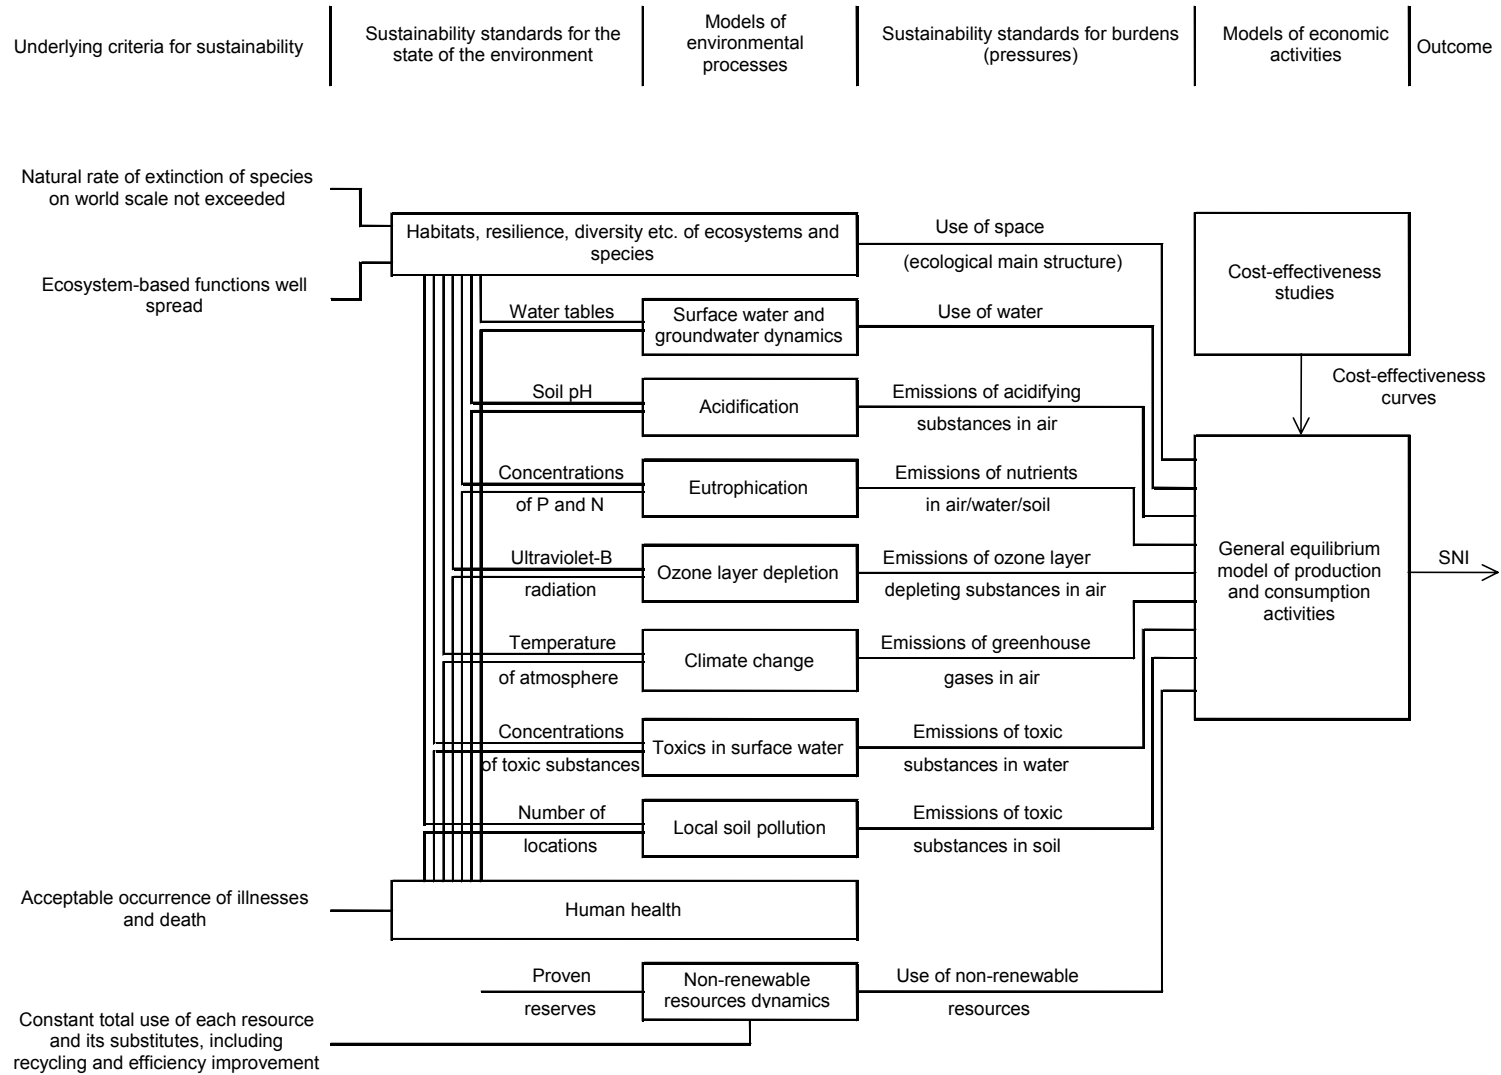 Underlying criteria for sustainability
Sustainability standards for the
state of the environment
Models of
environmental
processes
Sustainability standards for burdens
(pressures)
Models of economic
activities
Outcome
Natural rate of extinction of species
on world scale not exceeded
Ecosystem-based functions well
spread
Habitats, resilience, diversity etc. of ecosystems and
species
Use of space
(ecological main structure)
Cost-effectiveness
studies
Water tables
Surface water and
groundwater dynamics
Use of water
Cost-effectiveness
curves
Soil pH
Acidification
Emissions of acidifying
substances in air
Concentrations
of P and N
Eutrophication
Emissions of nutrients
in air/water/soil
Ultraviolet-B
radiation
Ozone layer depletion
Emissions of ozone layer
depleting substances in air
General equilibrium
model of production
and consumption
activities
SNI
Temperature
of atmosphere
Climate change
Emissions of greenhouse
gases in air
Concentrations
of toxic substances
Toxics in surface water
Emissions of toxic
substances in water
Number of
locations
Local soil pollution
Emissions of toxic
substances in soil
Acceptable occurrence of illnesses
and death
Human health
Proven
reserves
Non-renewable
resources dynamics
Use of non-renewable
resources
Constant total use of each resource
and its substitutes, including
recycling and efficiency improvement